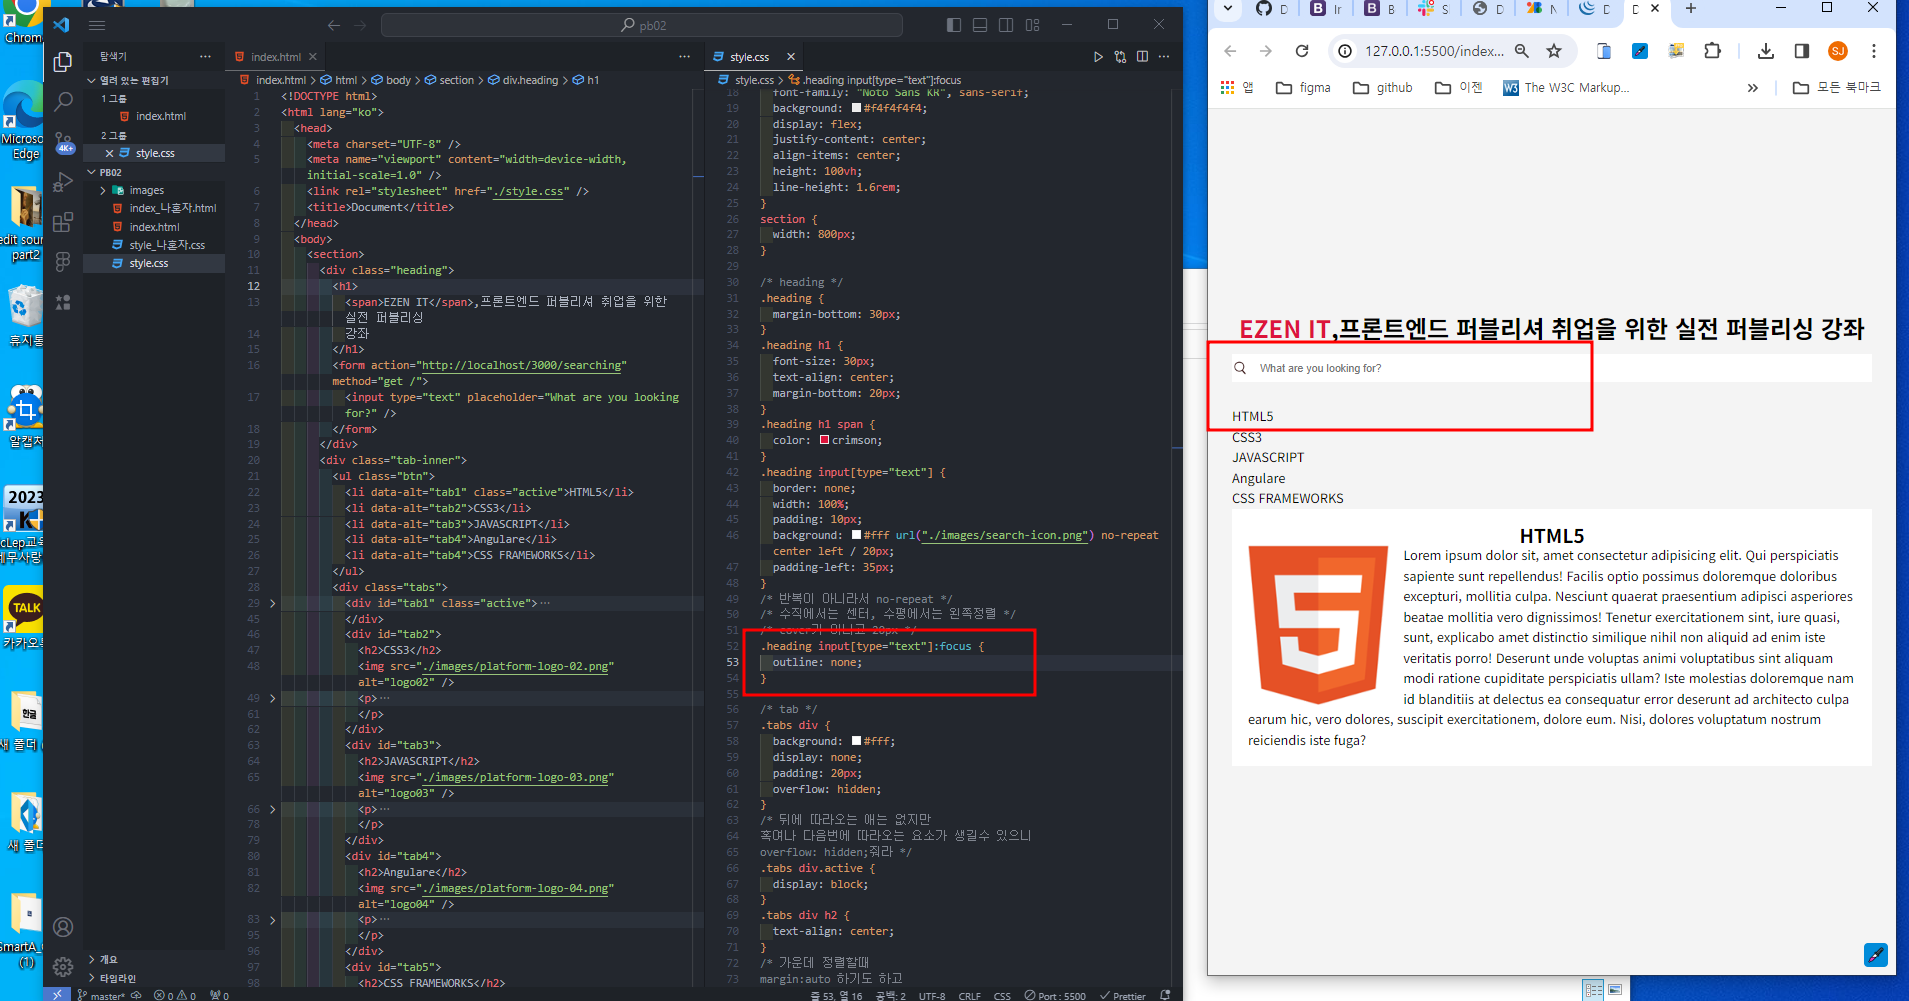 Chrom
Microso
Edge
edit sour
part2
휴지통
알캡처
2023
cLep교육
세무사랑
TALK
카카오톡
한글
새 폴더 (
새 폴더
SmartA_
(1)
pb02
탐색기
열려 있는 편집기
1 그룹
index.html
2 그룹
style.css
PB02
images
index_나혼자.html
index.html
style_나혼자.css
style.css
4K+
개요
타임라인
index.html
index.html > html > body > section > div.heading > h1
1 <!DOCTYPE html>
2 <html lang="ko">
3 <head>
4 <meta charset="UTF-8" />
5 <meta name="viewport" content="width=device-width,
initial-scale=1.0" />
6 <link rel="stylesheet" href="./style.css" />
7 <title>Document</title>
8 </head>
9 <body>
10 <section>
11 <div class="heading">
12 <h1>
13 <span>EZEN IT</span>,프론트엔드 퍼블리셔 취업을 위한
실전 퍼블리싱
14 강좌
15 </h1>
16 <form action="http://localhost/3000/searching"
method="get /">
17 <input type="text" placeholder="What are you looking
for?" />
18 </form>
19 </div>
20 <div class="tab-inner">
21 <ul class="btn">
22 <li data-alt="tab1" class="active">HTML5</li>
23 <li data-alt="tab2">CSS3</li>
24 <li data-alt="tab3">JAVASCRIPT</li>
25 <li data-alt="tab4">Angulare</li>
26 <li data-alt="tab4">CSS FRAMEWORKS</li>
27 </ul>
28 <div class="tabs">
29 <div id="tab1" class="active">…
45 </div>
46 <div id="tab2">
47 <h2>CSS3</h2>
48 <img src="./images/platform-logo-02.png"
alt="logo02" />
49 <p>…
61 </p>
62 </div>
63 <div id="tab3">
64 <h2>JAVASCRIPT</h2>
65 <img src="./images/platform-logo-03.png"
alt="logo03" />
66 <p>…
78 </p>
79 </div>
80 <div id="tab4">
81 <h2>Angulare</h2>
82 <img src="./images/platform-logo-04.png"
alt="logo04" />
83 <p>…
95 </p>
96 </div>
97 <div id="tab5">
98 <h2>CSS FRAMEWORKS</h2>
style.css
style.css > .heading input[type="text"]:focus
18 font-family: "Noto Sans KR", sans-serif;
19 background: #f4f4f4f4;
20 display: flex;
21 justify-content: center;
22 align-items: center;
23 height: 100vh;
24 line-height: 1.6rem;
25 }
26 section {
27 width: 800px;
28 }
29
30 /* heading */
31 .heading {
32 margin-bottom: 30px;
33 }
34 .heading h1 {
35 font-size: 30px;
36 text-align: center;
37 margin-bottom: 20px;
38 }
39 .heading h1 span {
40 color: crimson;
41 }
42 .heading input[type="text"] {
43 border: none;
44 width: 100%;
45 padding: 10px;
46 background: #fff url("./images/search-icon.png") no-repeat
center left / 20px;
47 padding-left: 35px;
48 }
49 /* 반복이 아니라서 no-repeat */
50 /* 수직에서는 센터, 수평에서는 왼쪽정렬 */
51 /* cover가 아니고 20px */
52 .heading input[type="text"]:focus {
53 outline: none;
54 }
55
56 /* tab */
57 .tabs div {
58 background: #fff;
59 display: none;
60 padding: 20px;
61 overflow: hidden;
62 }
63 /* 뒤에 따라오는 애는 없지만
64 혹여나 다음번에 따라오는 요소가 생길수 있으니
65 overflow: hidden;줘라 */
66 .tabs div.active {
67 display: block;
68 }
69 .tabs div h2 {
70 text-align: center;
71 }
72 /* 가운데 정렬할때
73 margin:auto 하기도 하고
master* 0 0 0
줄 53, 열 16 공백: 2 UTF-8 CRLF CSS Port : 5500 Prettier
D Ir B S D N D D
127.0.0.1:5500/index...
SJ
앱 figma github 이젠 W3 The W3C Markup... » 모든 북마크
EZEN IT,프론트엔드 퍼블리셔 취업을 위한 실전 퍼블리싱 강좌
What are you looking for?
HTML5
CSS3
JAVASCRIPT
Angulare
CSS FRAMEWORKS
HTML5
Lorem ipsum dolor sit, amet consectetur adipisicing elit. Qui perspiciatis
sapiente sunt repellendus! Facilis optio possimus doloremque doloribus
excepturi, mollitia culpa. Nesciunt quaerat praesentium adipisci asperiores
beatae mollitia vero dignissimos! Tenetur exercitationem sint, iure quasi,
sunt, explicabo amet distinctio similique nihil non aliquid ad enim iste
veritatis porro! Deserunt unde voluptas animi voluptatibus sint aliquam
modi ratione cupiditate perspiciatis ullam? Iste molestias doloremque nam
id blanditiis at delectus ea consequatur error deserunt ad architecto culpa
earum hic, vero dolores, suscipit exercitationem, dolore eum. Nisi, dolores voluptatum nostrum
reiciendis iste fuga?